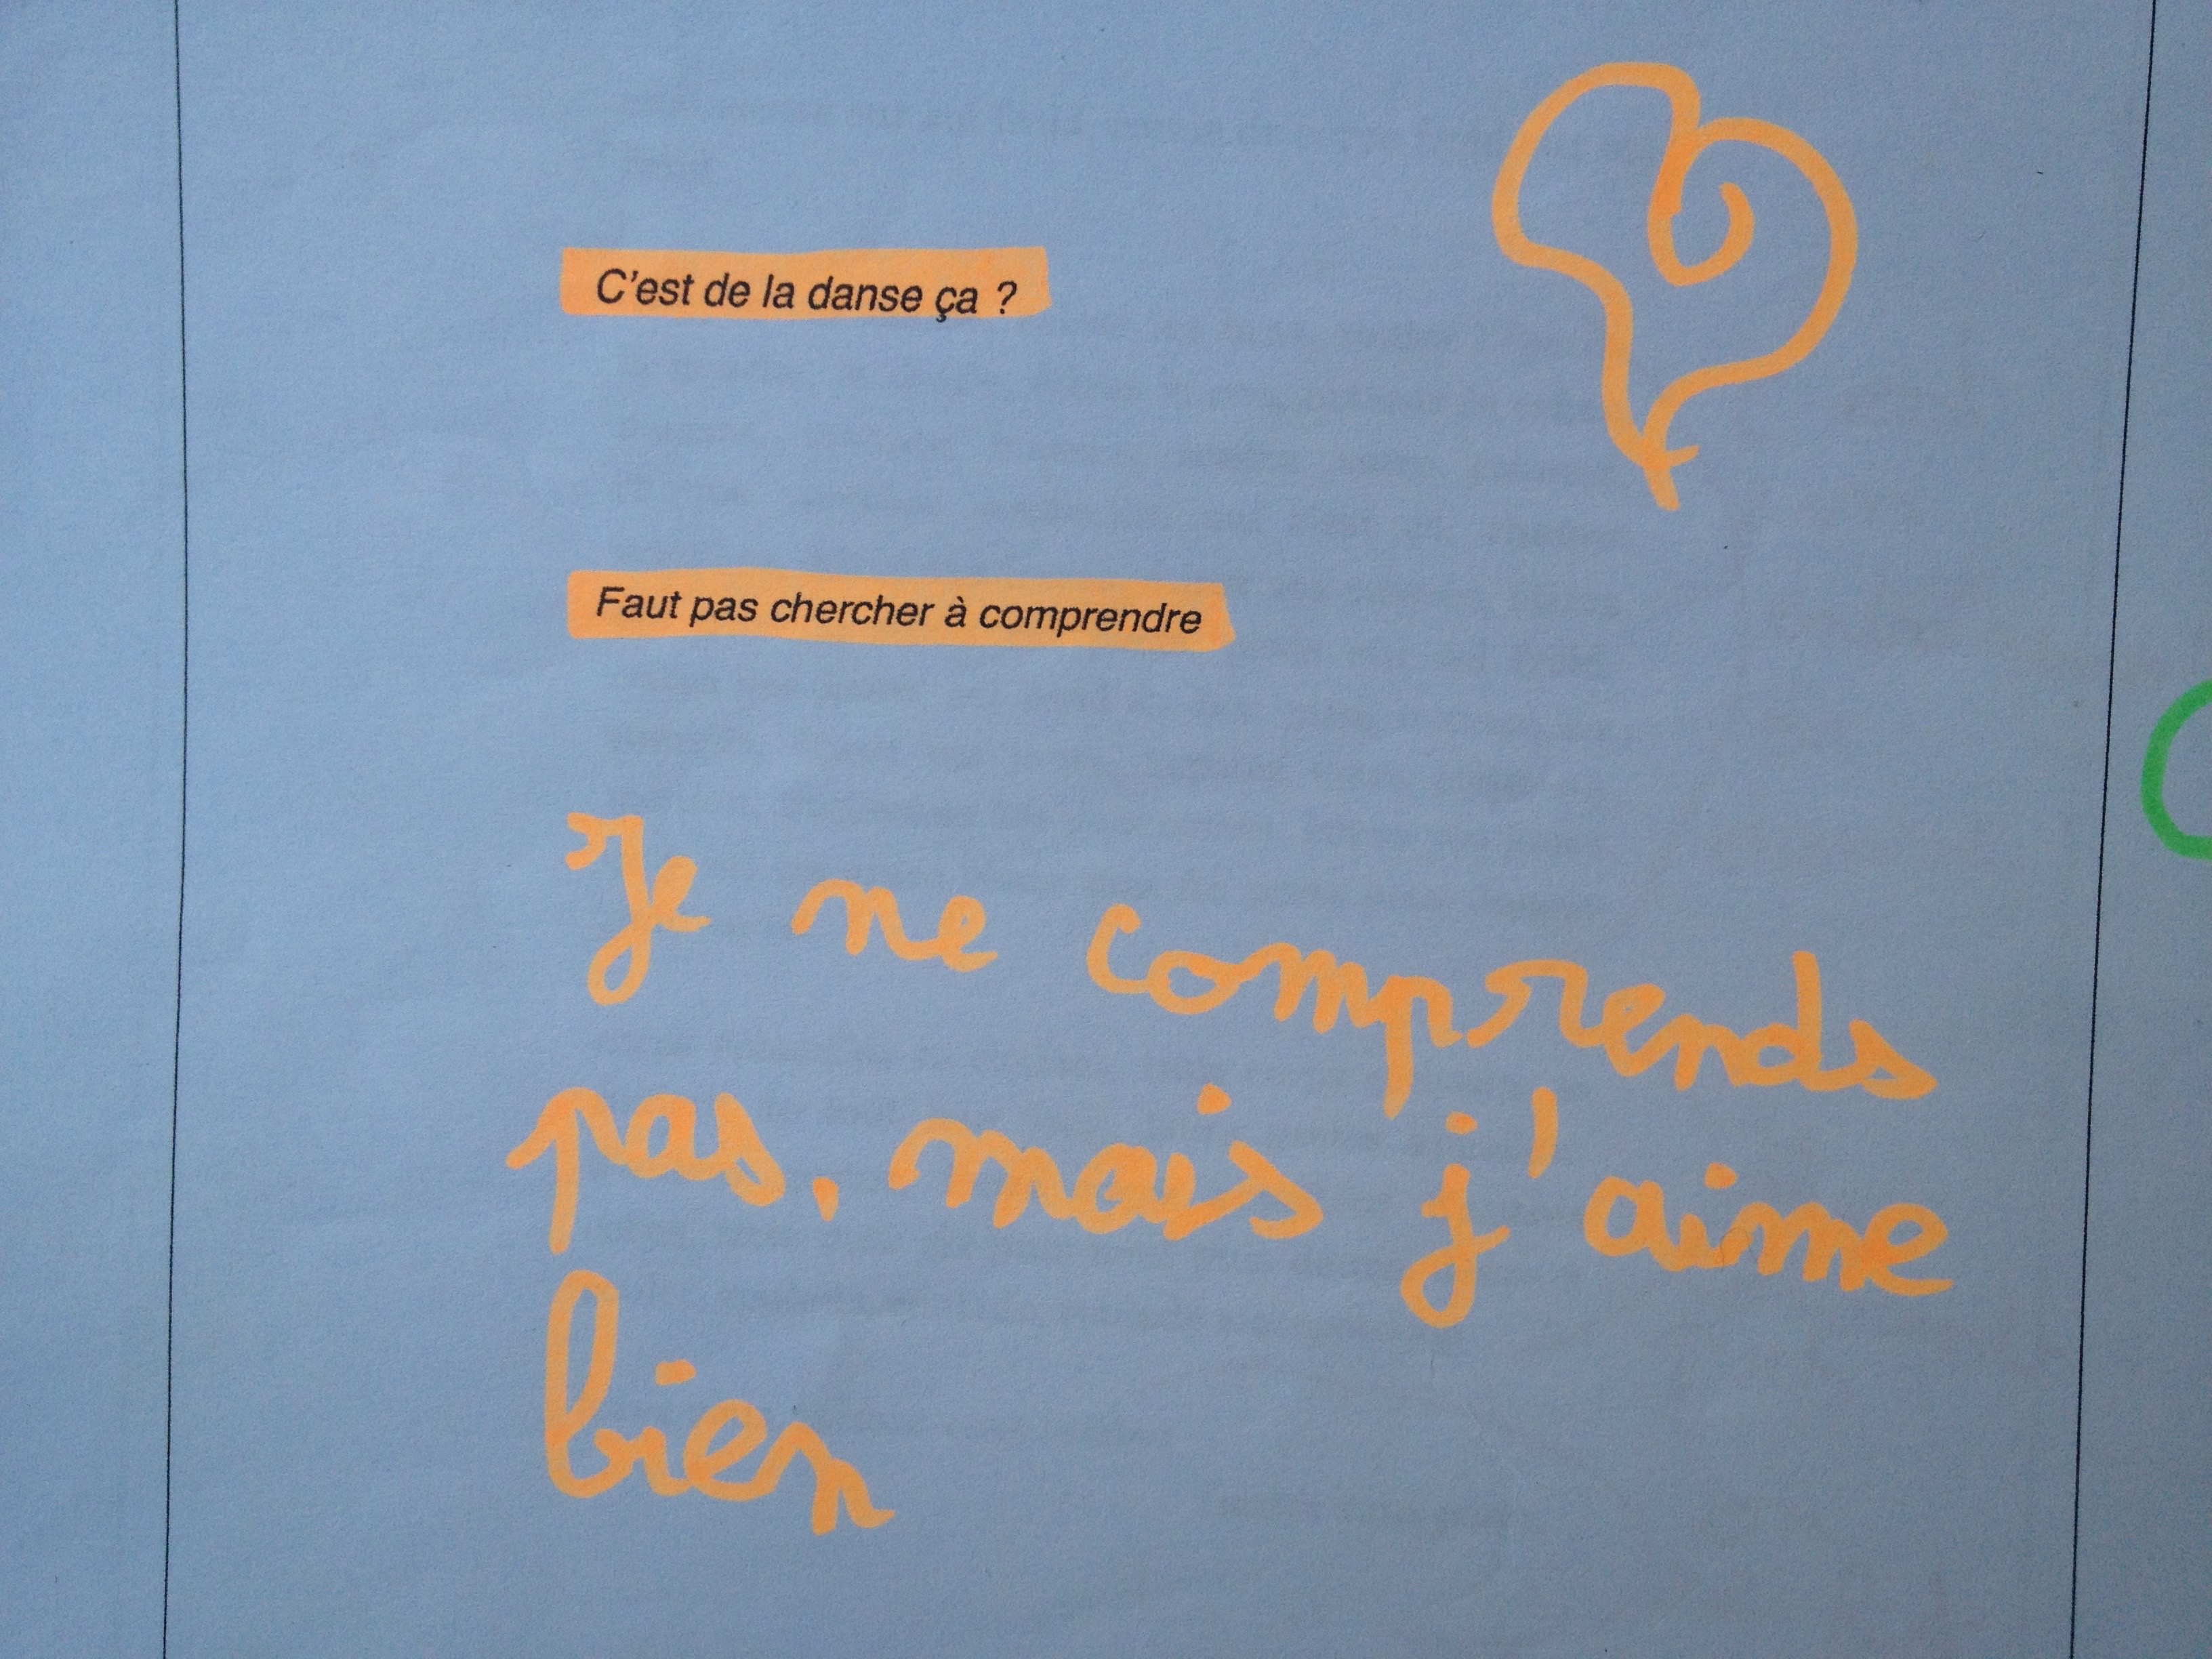 C'est de la danse ça ?
Faut pas chercher à comprendre
Je ne comprends
pas, mais j'aime
bien